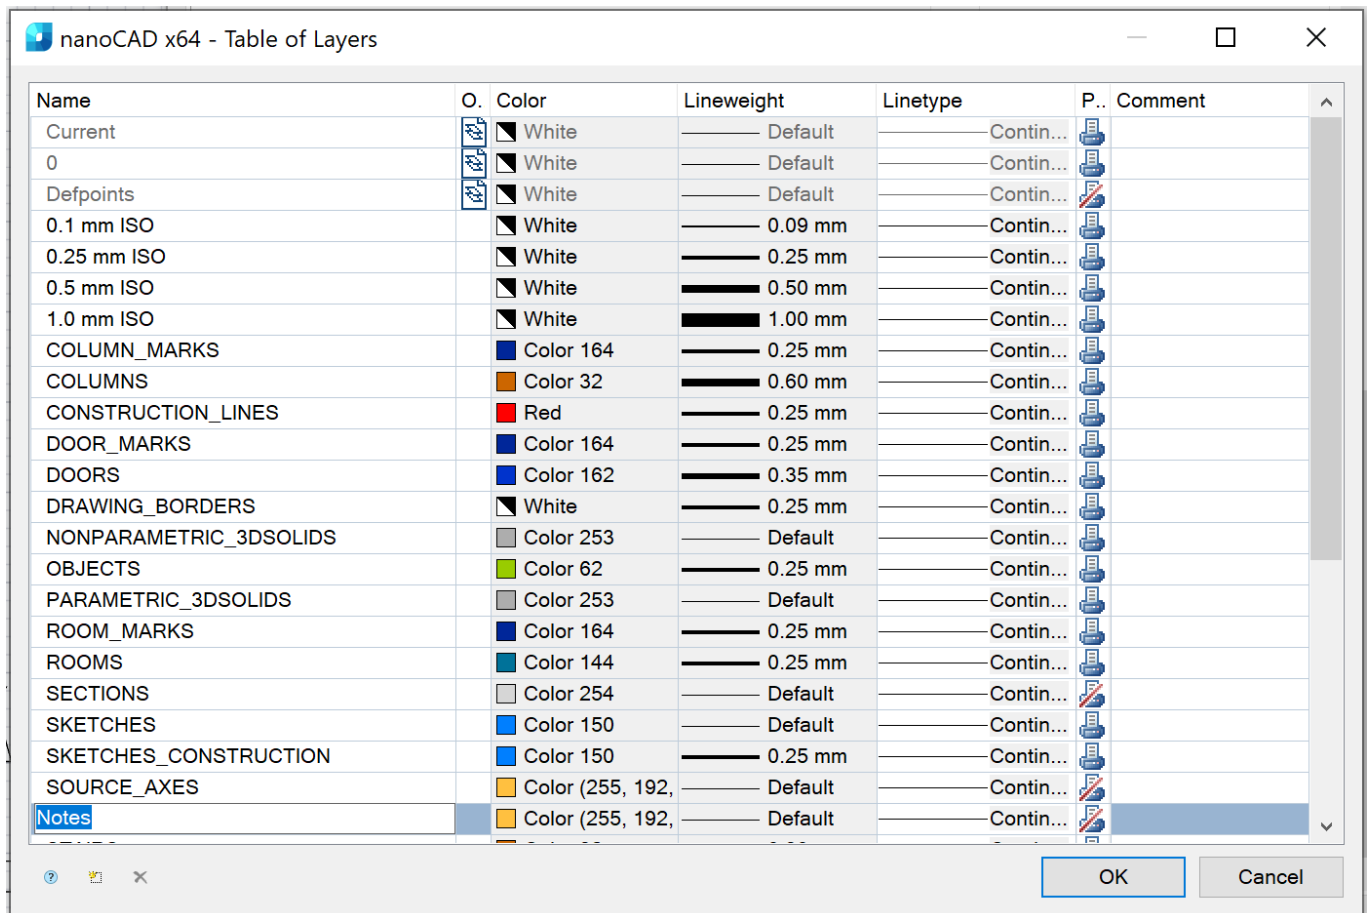 nanoCAD x64 - Table of Layers
Name O. Color Lineweight Linetype P.. Comment
Current White Default Contin...
0 White Default Contin...
Defpoints White Default Contin...
0.1 mm ISO White 0.09 mm Contin...
0.25 mm ISO White 0.25 mm Contin...
0.5 mm ISO White 0.50 mm Contin...
1.0 mm ISO White 1.00 mm Contin...
COLUMN_MARKS Color 164 0.25 mm Contin...
COLUMNS Color 32 0.60 mm Contin...
CONSTRUCTION_LINES Red 0.25 mm Contin...
DOOR_MARKS Color 164 0.25 mm Contin...
DOORS Color 162 0.35 mm Contin...
DRAWING_BORDERS White 0.25 mm Contin...
NONPARAMETRIC_3DSOLIDS Color 253 Default Contin...
OBJECTS Color 62 0.25 mm Contin...
PARAMETRIC_3DSOLIDS Color 253 Default Contin...
ROOM_MARKS Color 164 0.25 mm Contin...
ROOMS Color 144 0.25 mm Contin...
SECTIONS Color 254 Default Contin...
SKETCHES Color 150 Default Contin...
SKETCHES_CONSTRUCTION Color 150 0.25 mm Contin...
SOURCE_AXES Color (255, 192, Default Contin...
Notes Color (255, 192, Default Contin...
? OK Cancel